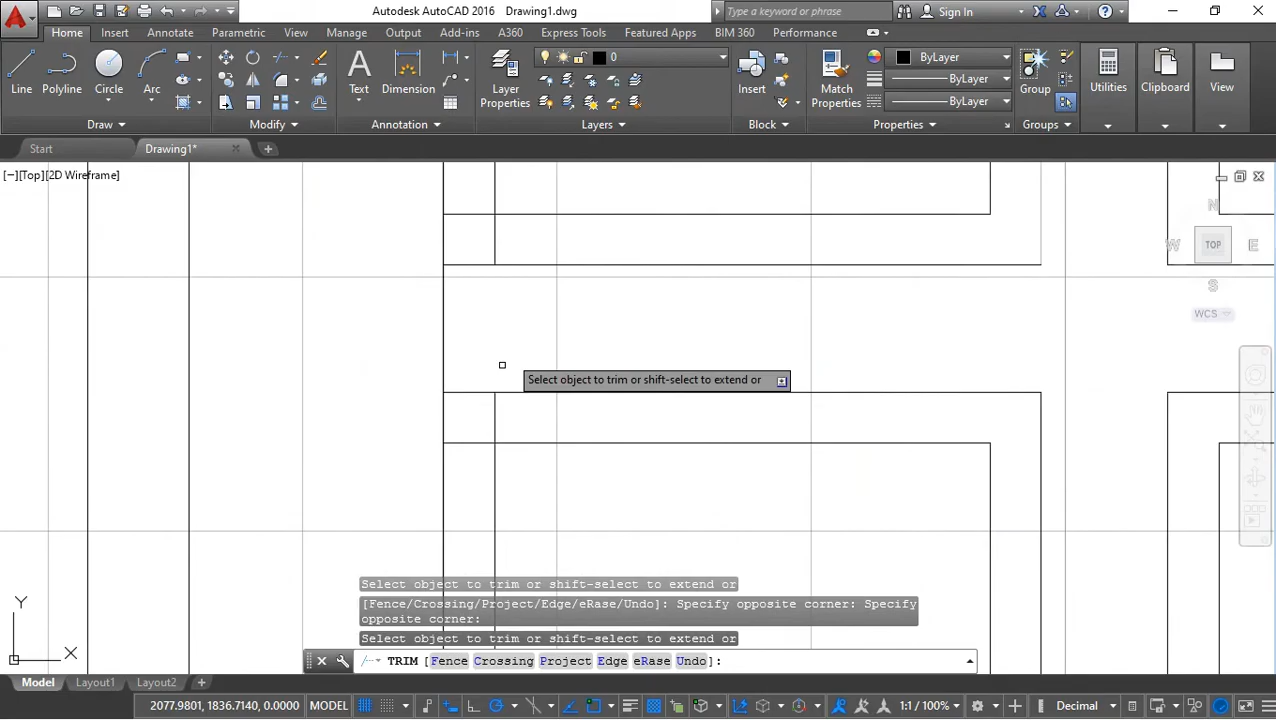 Autodesk AutoCAD 2016 Drawing1.dwg
Type a keyword or phrase
Sign In
Home Insert Annotate Parametric View Manage Output Add-ins A360 Express Tools Featured Apps BIM 360 Performance
Line Polyline Circle Arc
Text Dimension
Layer
Properties
0
Insert
Match
Properties
ByLayer
ByLayer
ByLayer
Group
Utilities Clipboard View
Draw Modify Annotation Layers Block Properties Groups
Start Drawing1*
[−][Top][2D Wireframe]
N
W TOP E
S
WCS
Select object to trim or shift-select to extend or
Select object to trim or shift-select to extend or
[Fence/Crossing/Project/Edge/eRase/Undo]: Specify opposite corner: Specify
opposite corner:
Select object to trim or shift-select to extend or
TRIM [Fence Crossing Project Edge eRase Undo]:
Y
X
Model Layout1 Layout2 +
2077.9801, 1836.7140, 0.0000 MODEL 1:1 / 100% Decimal